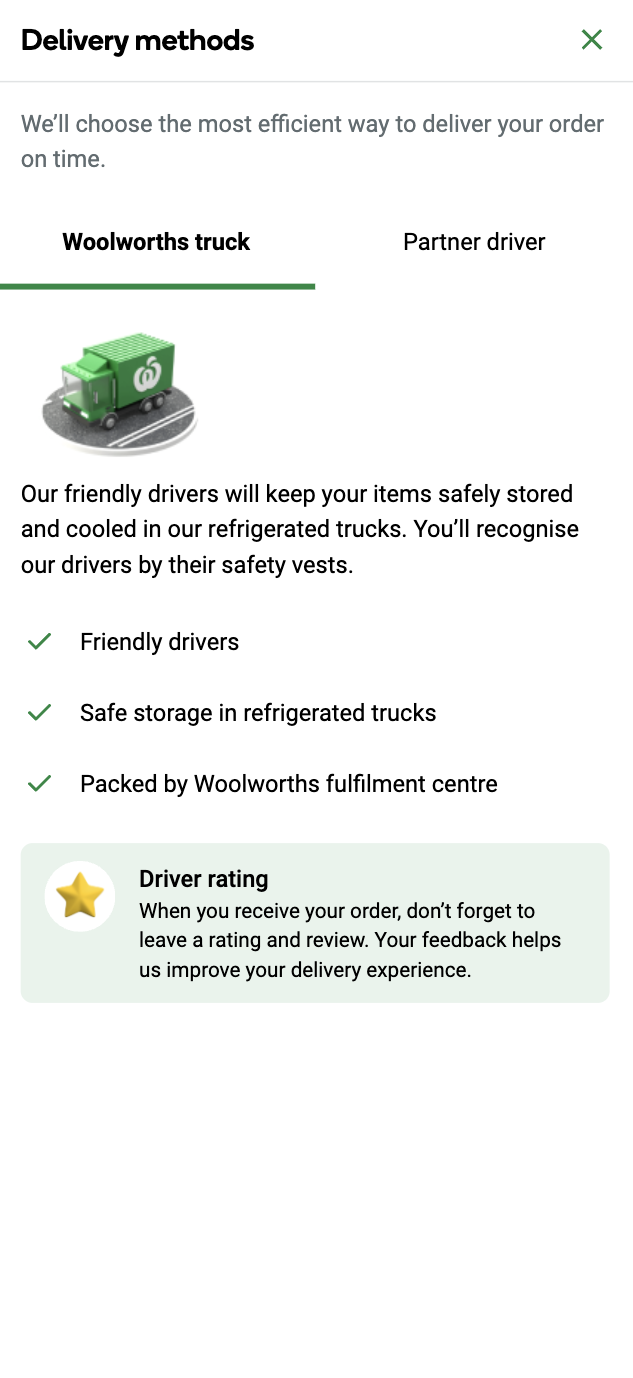 Delivery methods
We’ll choose the most efficient way to deliver your order
on time.
Woolworths truck
Partner driver
Our friendly drivers will keep your items safely stored
and cooled in our refrigerated trucks. You’ll recognise
our drivers by their safety vests.
Friendly drivers
Safe storage in refrigerated trucks
Packed by Woolworths fulfilment centre
Driver rating
When you receive your order, don’t forget to
leave a rating and review. Your feedback helps
us improve your delivery experience.